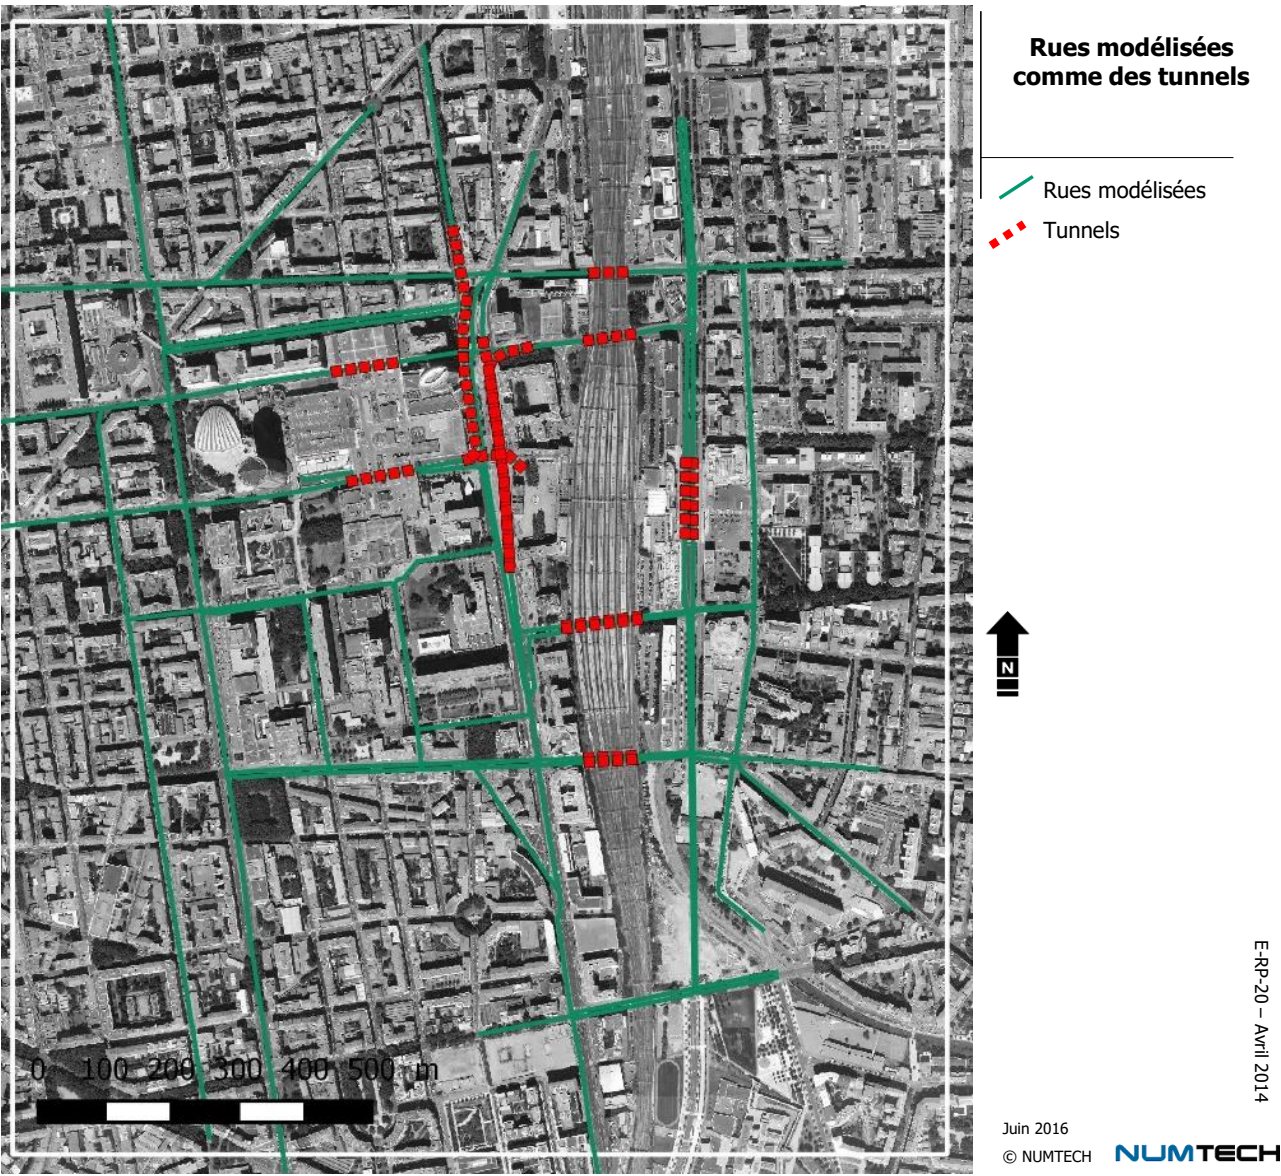 Rues modélisées
comme des tunnels
Rues modélisées
Tunnels
N
0 100 200 300 400 500 m
E-RP-20 – Avril 2014
Juin 2016
© NUMTECH NUMTECH